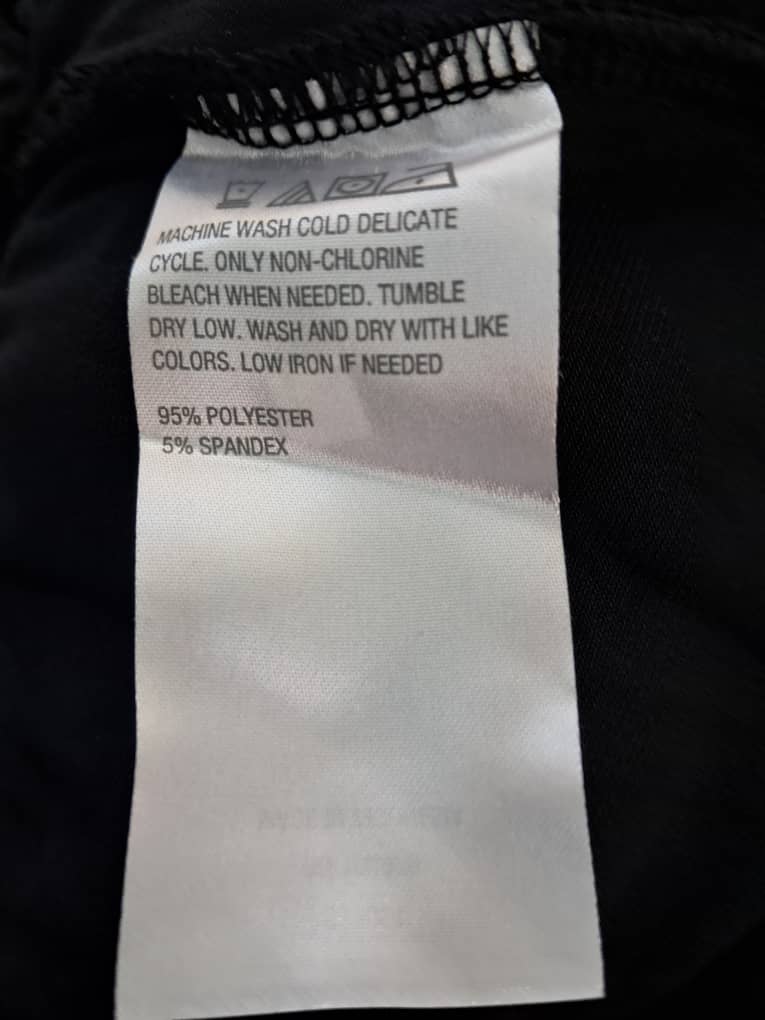 MACHINE WASH COLD DELICATE
CYCLE. ONLY NON-CHLORINE
BLEACH WHEN NEEDED. TUMBLE
DRY LOW. WASH AND DRY WITH LIKE
COLORS. LOW IRON IF NEEDED
95% POLYESTER
5% SPANDEX